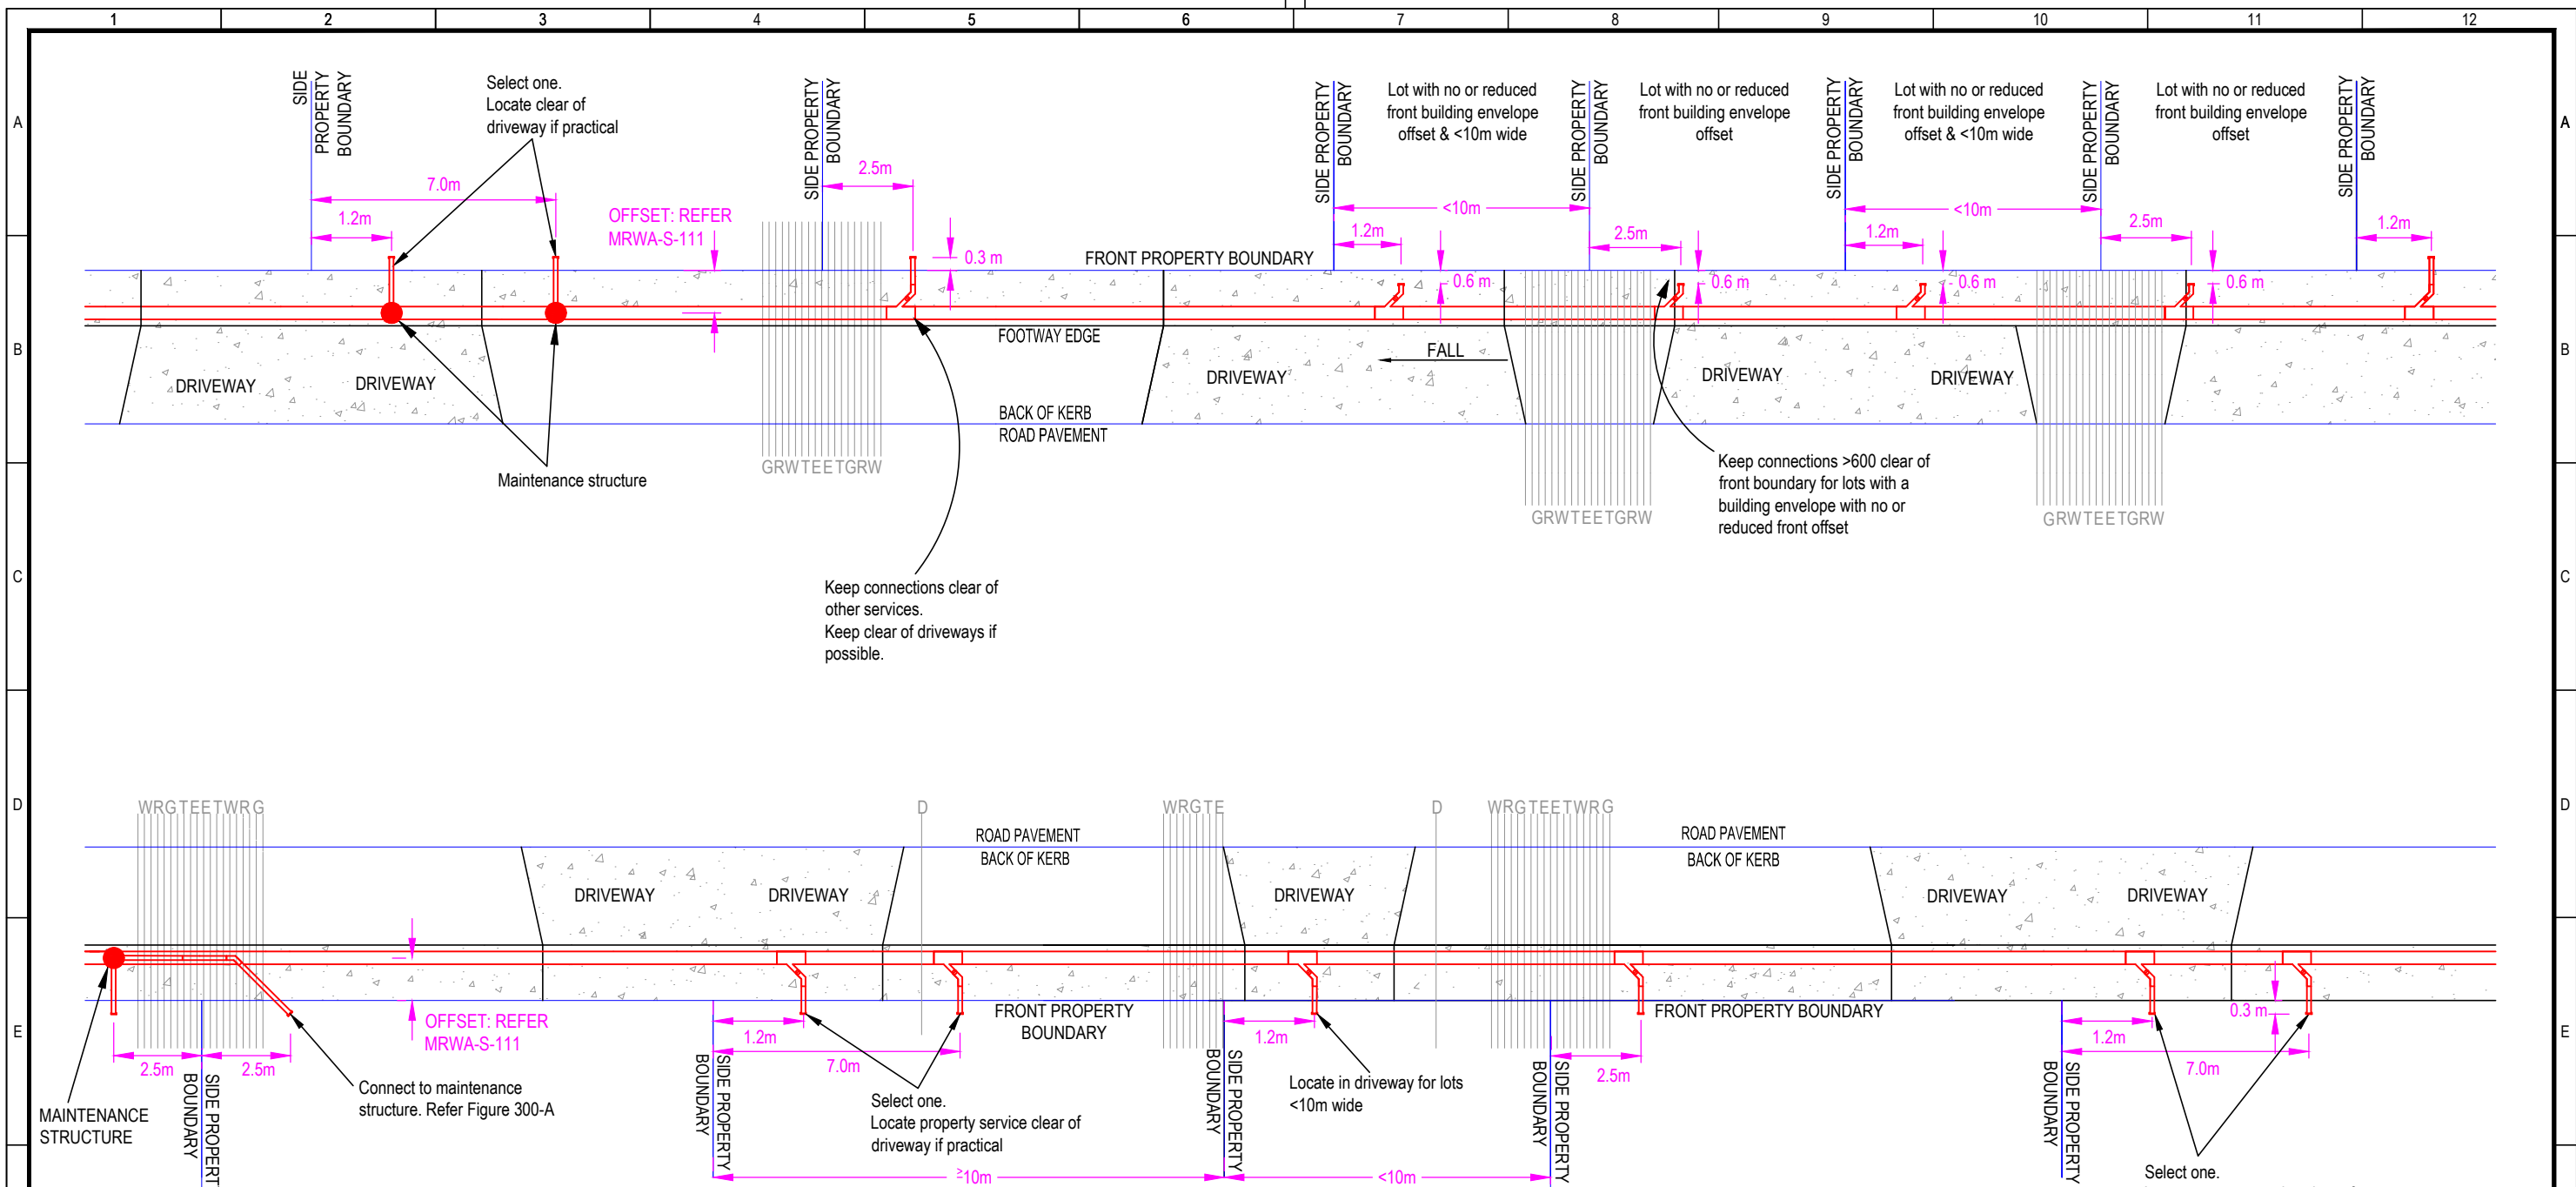 1 2 3 4 5 6 7 8 9 10 11 12
A
A
SIDE
PROPERTY
BOUNDARY
Select one.
Locate clear of
driveway if practical
SIDE PROPERTY
BOUNDARY
SIDE PROPERTY
BOUNDARY
Lot with no or reduced
front building envelope
offset & <10m wide
SIDE PROPERTY
BOUNDARY
Lot with no or reduced
front building envelope
offset
SIDE PROPERTY
BOUNDARY
Lot with no or reduced
front building envelope
offset & <10m wide
SIDE PROPERTY
BOUNDARY
Lot with no or reduced
front building envelope
offset
SIDE PROPERTY
BOUNDARY
7.0m
1.2m
OFFSET: REFER
MRWA-S-111
2.5m
0.3 m
FRONT PROPERTY BOUNDARY
<10m
1.2m
0.6 m
2.5m
0.6 m
<10m
1.2m
0.6 m
2.5m
0.6 m
1.2m
B
B
FOOTWAY EDGE
FALL
DRIVEWAY
DRIVEWAY
DRIVEWAY
DRIVEWAY
DRIVEWAY
BACK OF KERB
ROAD PAVEMENT
GRWTEETGRW
GRWTEETGRW
GRWTEETGRW
Maintenance structure
Keep connections >600 clear of
front boundary for lots with a
building envelope with no or
reduced front offset
C
C
Keep connections clear of
other services.
Keep clear of driveways if
possible.
D
D
WRGTEETWRG
D
WRGTE
D
WRGTEETWRG
ROAD PAVEMENT
BACK OF KERB
ROAD PAVEMENT
BACK OF KERB
DRIVEWAY
DRIVEWAY
DRIVEWAY
DRIVEWAY
DRIVEWAY
E
E
OFFSET: REFER
MRWA-S-111
FRONT PROPERTY
BOUNDARY
FRONT PROPERTY BOUNDARY
2.5m
2.5m
1.2m
7.0m
1.2m
2.5m
1.2m
7.0m
0.3 m
MAINTENANCE
STRUCTURE
SIDE PROPERT
BOUNDARY
Connect to maintenance
structure. Refer Figure 300-A
SIDE PROPERTY
BOUNDARY
Select one.
Locate property service clear of
driveway if practical
SIDE PROPERTY
BOUNDARY
Locate in driveway for lots
<10m wide
SIDE PROPERTY
BOUNDARY
SIDE PROPERTY
BOUNDARY
Select one.
≥10m
<10m